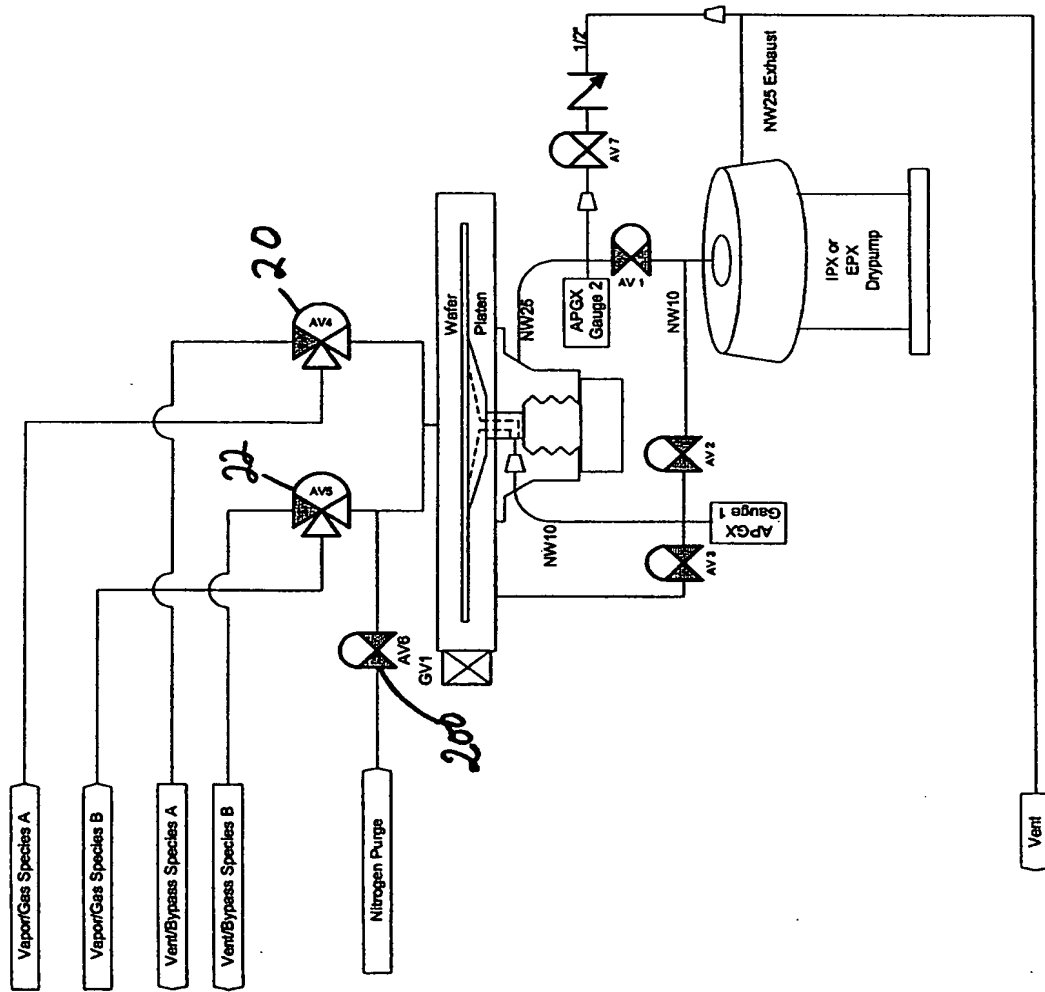 Vapor/Gas Species A
Vapor/Gas Species B
Vent/Bypass Species A
Vent/Bypass Species B
Nitrogen Purge
AV4
20
AV5
22
AV6
200
GV1
Wafer
Platen
NW25
NW10
APGX
Gauge 1
APGX
Gauge 2
AV 1
AV 2
AV 3
NW10
AV 7
1/2"
NW25 Exhaust
IPX or
EPX
Drypump
Vent